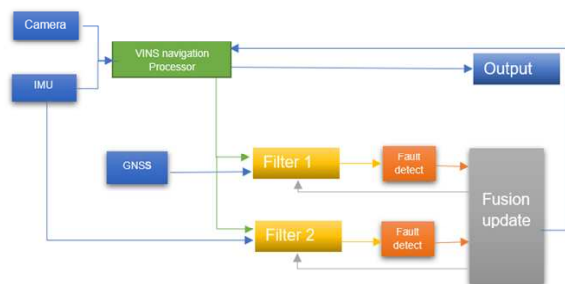 Camera
VINS navigation
Processor
IMU
Output
GNSS
Filter 1
Fault
detect
Fusion
update
Filter 2
Fault
detect